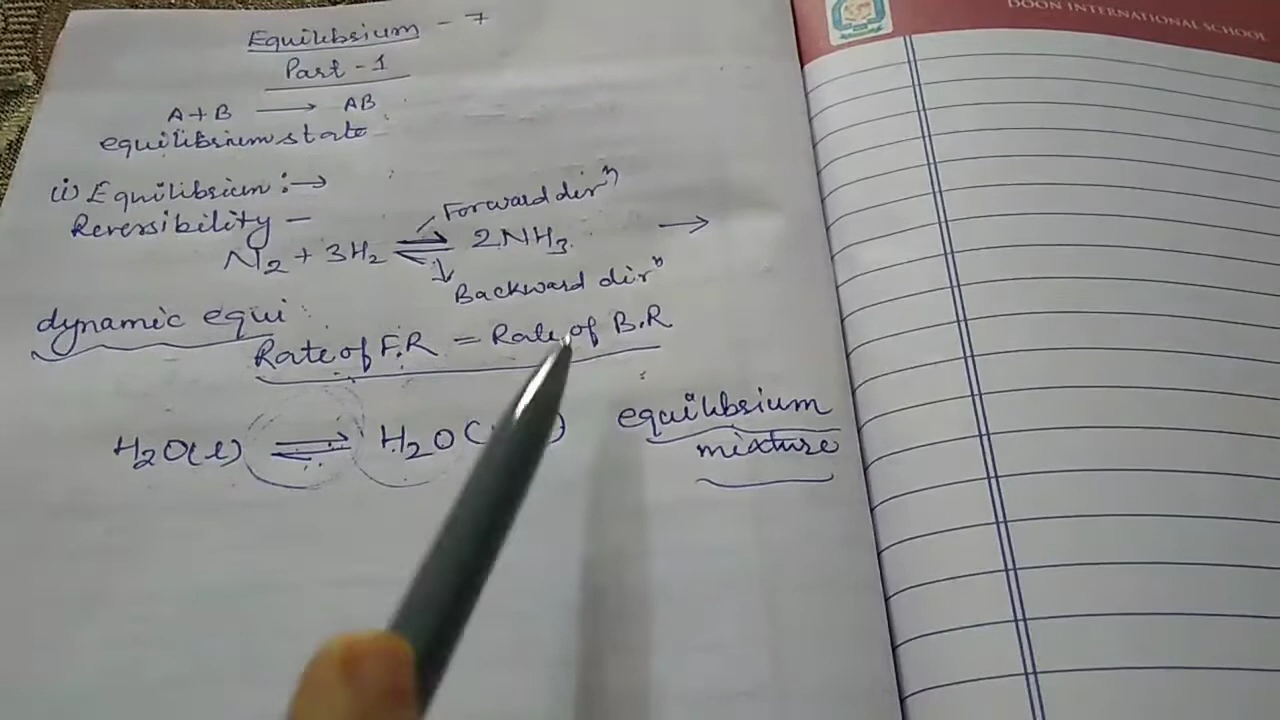 Equilibrium - 7
Part - 1
A + B ⟶ AB
equilibrium state
(i) Equilibrium :→
Reversibility -
Forward dirⁿ
N₂ + 3H₂ ⇌ 2NH₃ →
Backward dirⁿ
dynamic equi
Rate of F.R = Rate of B.R
equilibrium
mixture
H₂O(l) ⇌ H₂O(
DOON INTERNATIONAL SCHOOL